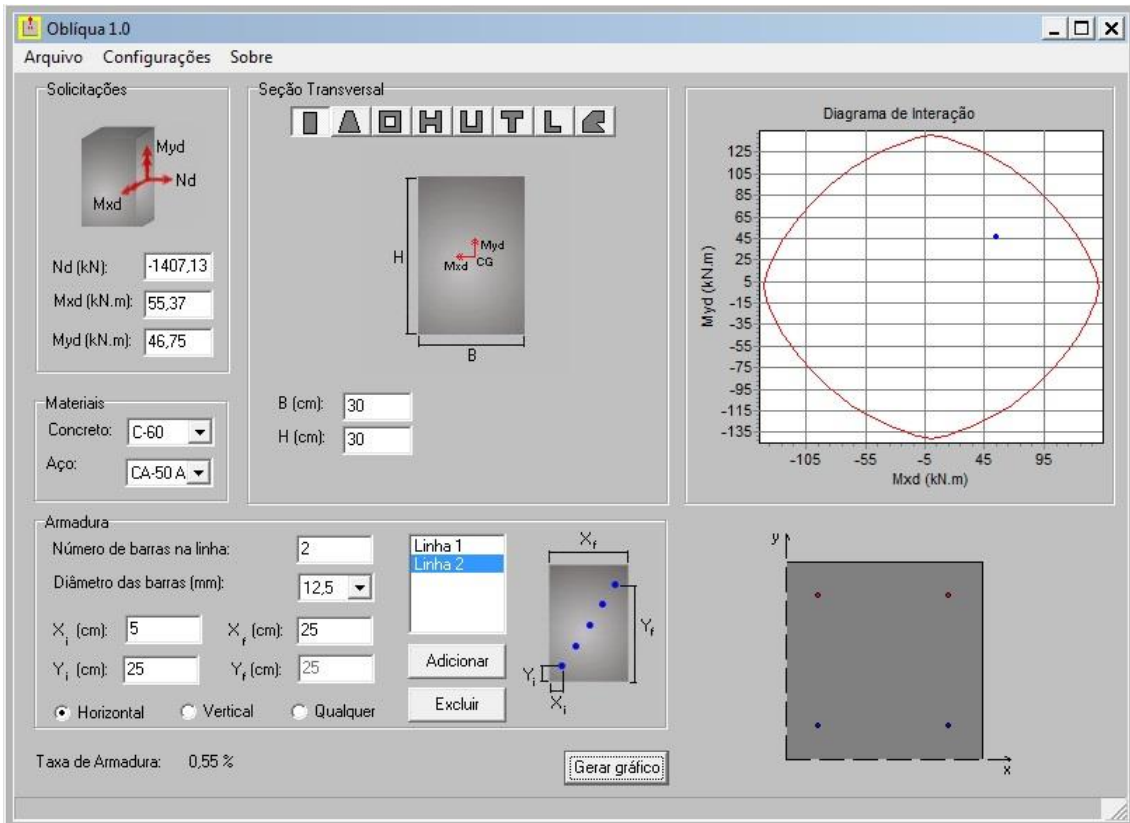 Oblíqua 1.0
Arquivo Configurações Sobre
Solicitações
Myd
Nd
Mxd
Nd (kN): -1407,13
Mxd (kN.m): 55,37
Myd (kN.m): 46,75
Materiais
Concreto: C-60
Aço: CA-50 A
Seção Transversal
H
Myd
Mxd CG
B
B (cm): 30
H (cm): 30
Diagrama de Interação
Myd (kN.m)
125
105
85
65
45
25
5
-15
-35
-55
-75
-95
-115
-135
-105 -55 -5 45 95
Mxd (kN.m)
Armadura
Número de barras na linha: 2
Diâmetro das barras (mm): 12,5
Xi (cm): 5 Xf (cm): 25
Yi (cm): 25 Yf (cm): 25
Horizontal Vertical Qualquer
Linha 1
Linha 2
Adicionar
Excluir
Xf
Yf
Yi
Xi
Taxa de Armadura: 0,55 %
Gerar gráfico
y
x